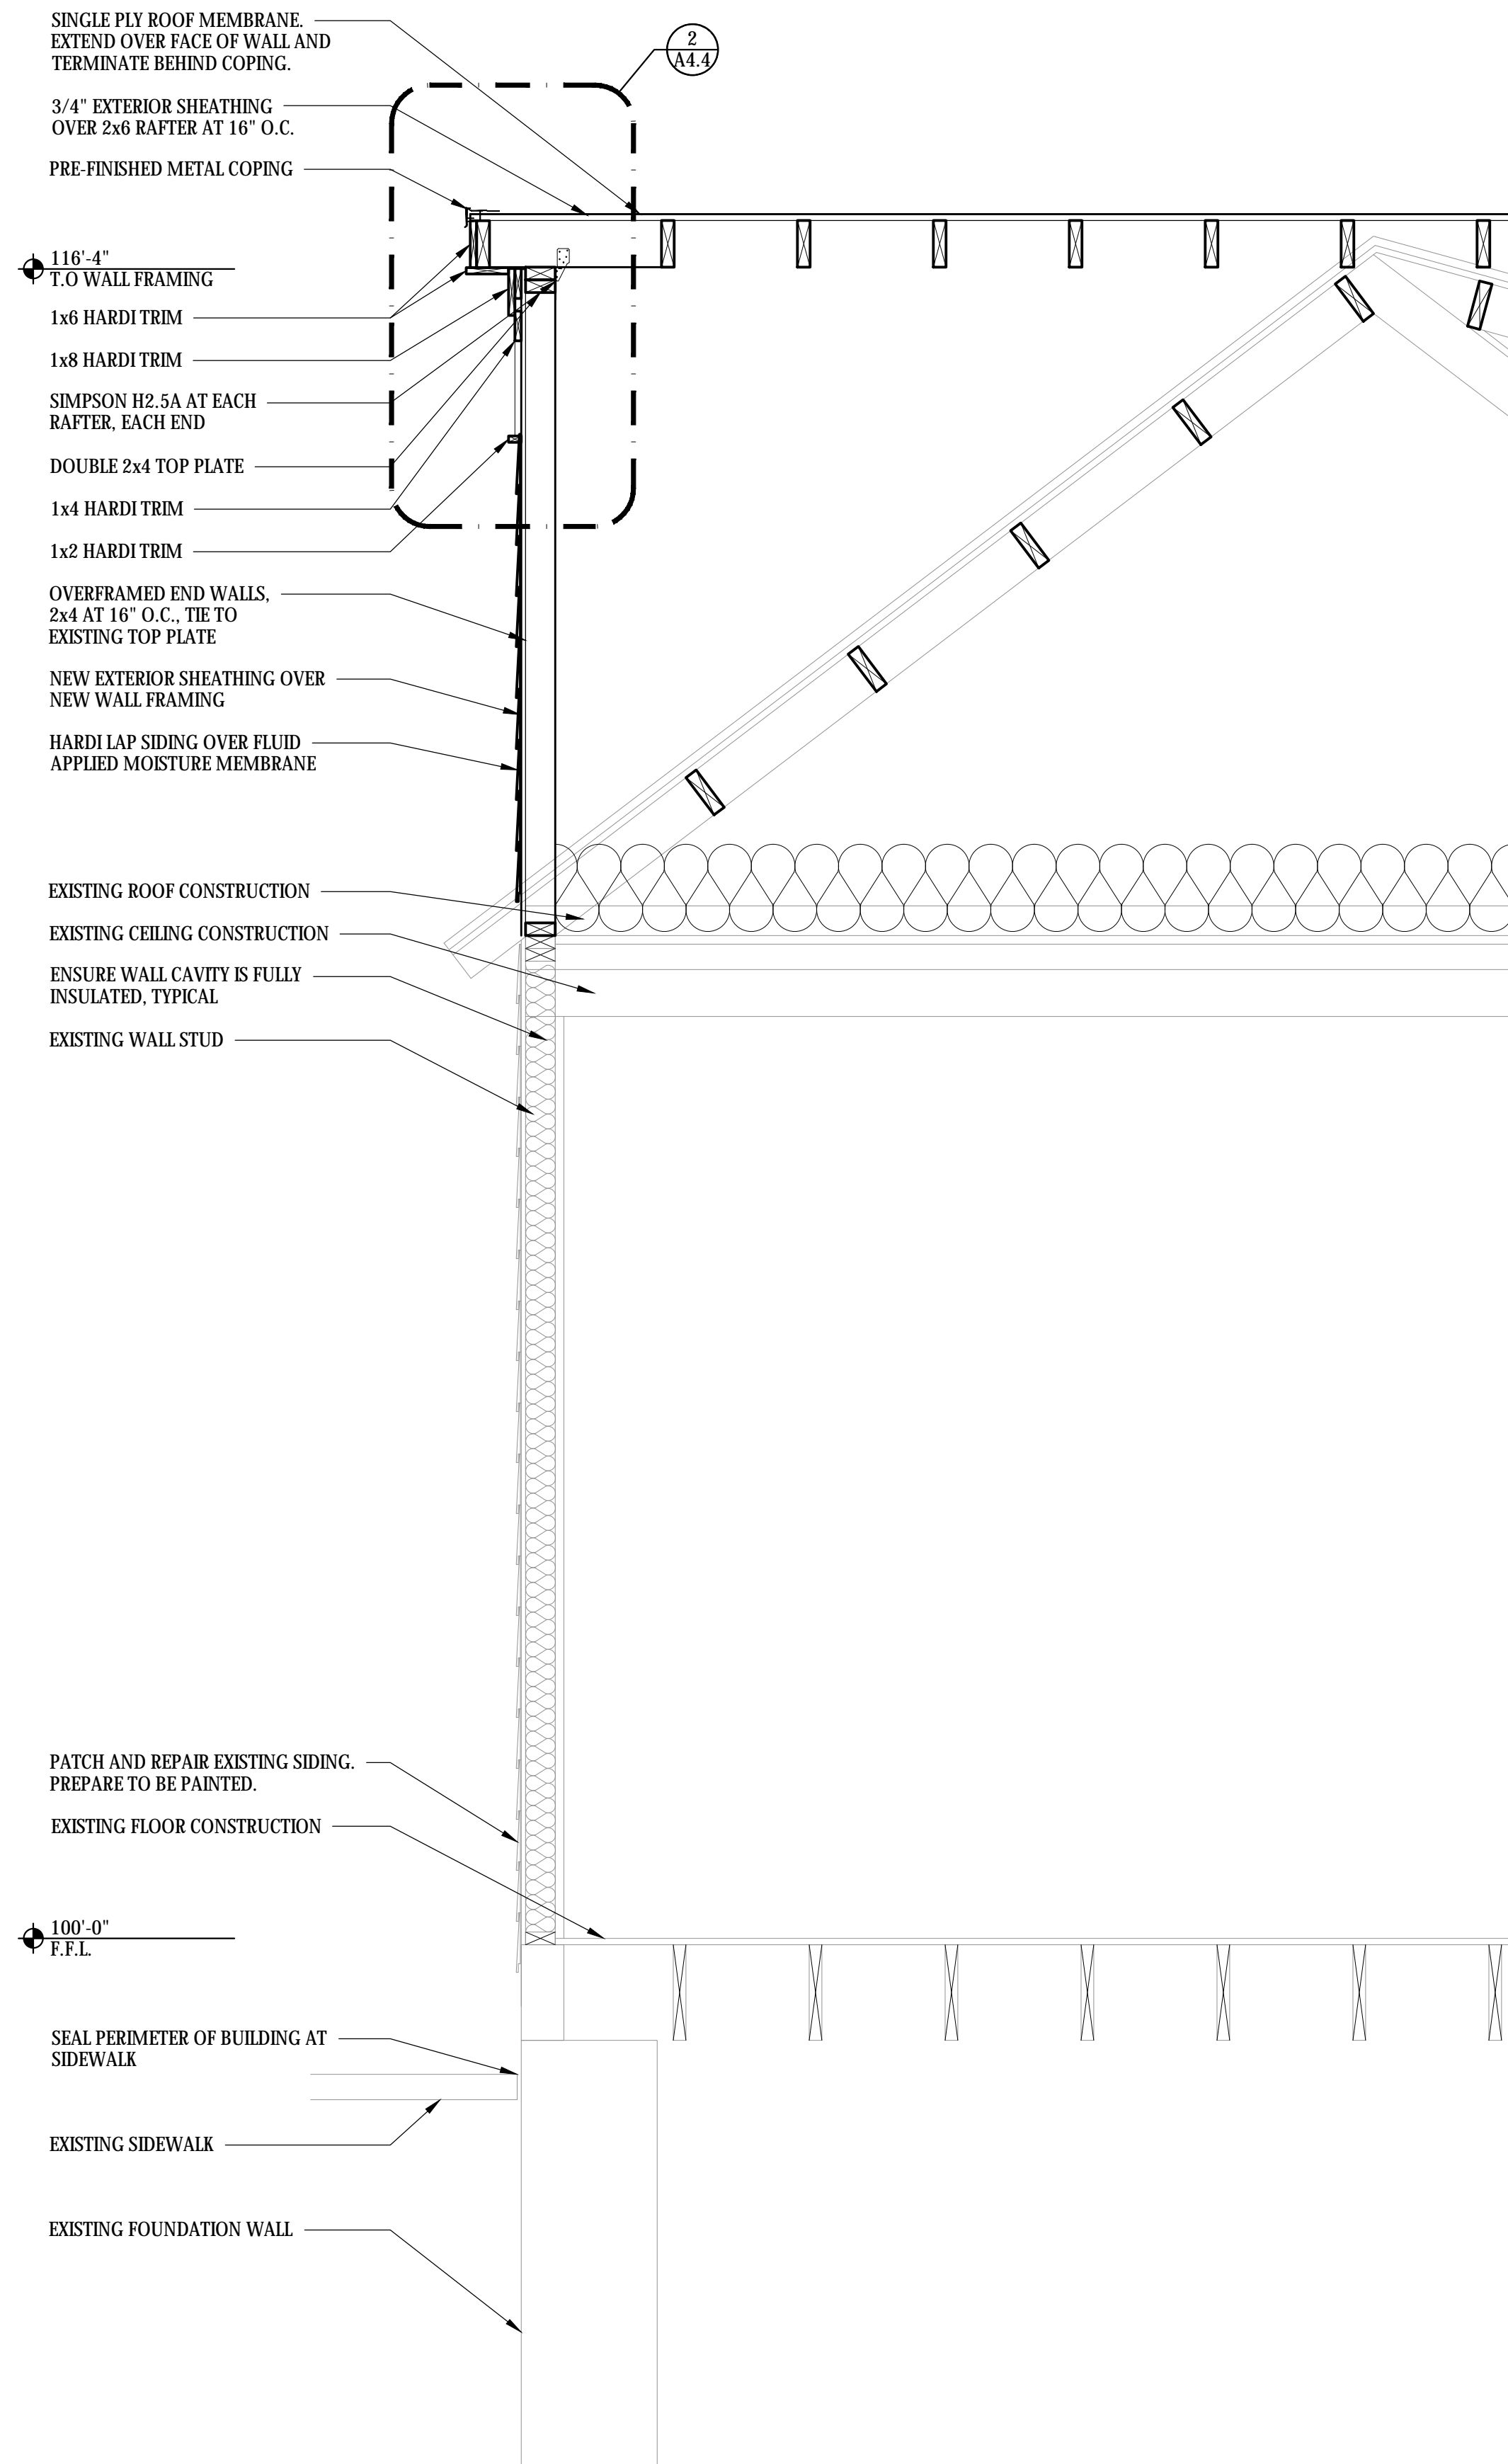 SINGLE PLY ROOF MEMBRANE.
EXTEND OVER FACE OF WALL AND
TERMINATE BEHIND COPING.
2
A4.4
3/4" EXTERIOR SHEATHING
OVER 2x6 RAFTER AT 16" O.C.
PRE-FINISHED METAL COPING
116'-4"
T.O WALL FRAMING
1x6 HARDI TRIM
1x8 HARDI TRIM
SIMPSON H2.5A AT EACH
RAFTER, EACH END
DOUBLE 2x4 TOP PLATE
1x4 HARDI TRIM
1x2 HARDI TRIM
OVERFRAMED END WALLS,
2x4 AT 16" O.C., TIE TO
EXISTING TOP PLATE
NEW EXTERIOR SHEATHING OVER
NEW WALL FRAMING
HARDI LAP SIDING OVER FLUID
APPLIED MOISTURE MEMBRANE
EXISTING ROOF CONSTRUCTION
EXISTING CEILING CONSTRUCTION
ENSURE WALL CAVITY IS FULLY
INSULATED, TYPICAL
EXISTING WALL STUD
PATCH AND REPAIR EXISTING SIDING.
PREPARE TO BE PAINTED.
EXISTING FLOOR CONSTRUCTION
100'-0"
F.F.L.
SEAL PERIMETER OF BUILDING AT
SIDEWALK
EXISTING SIDEWALK
EXISTING FOUNDATION WALL